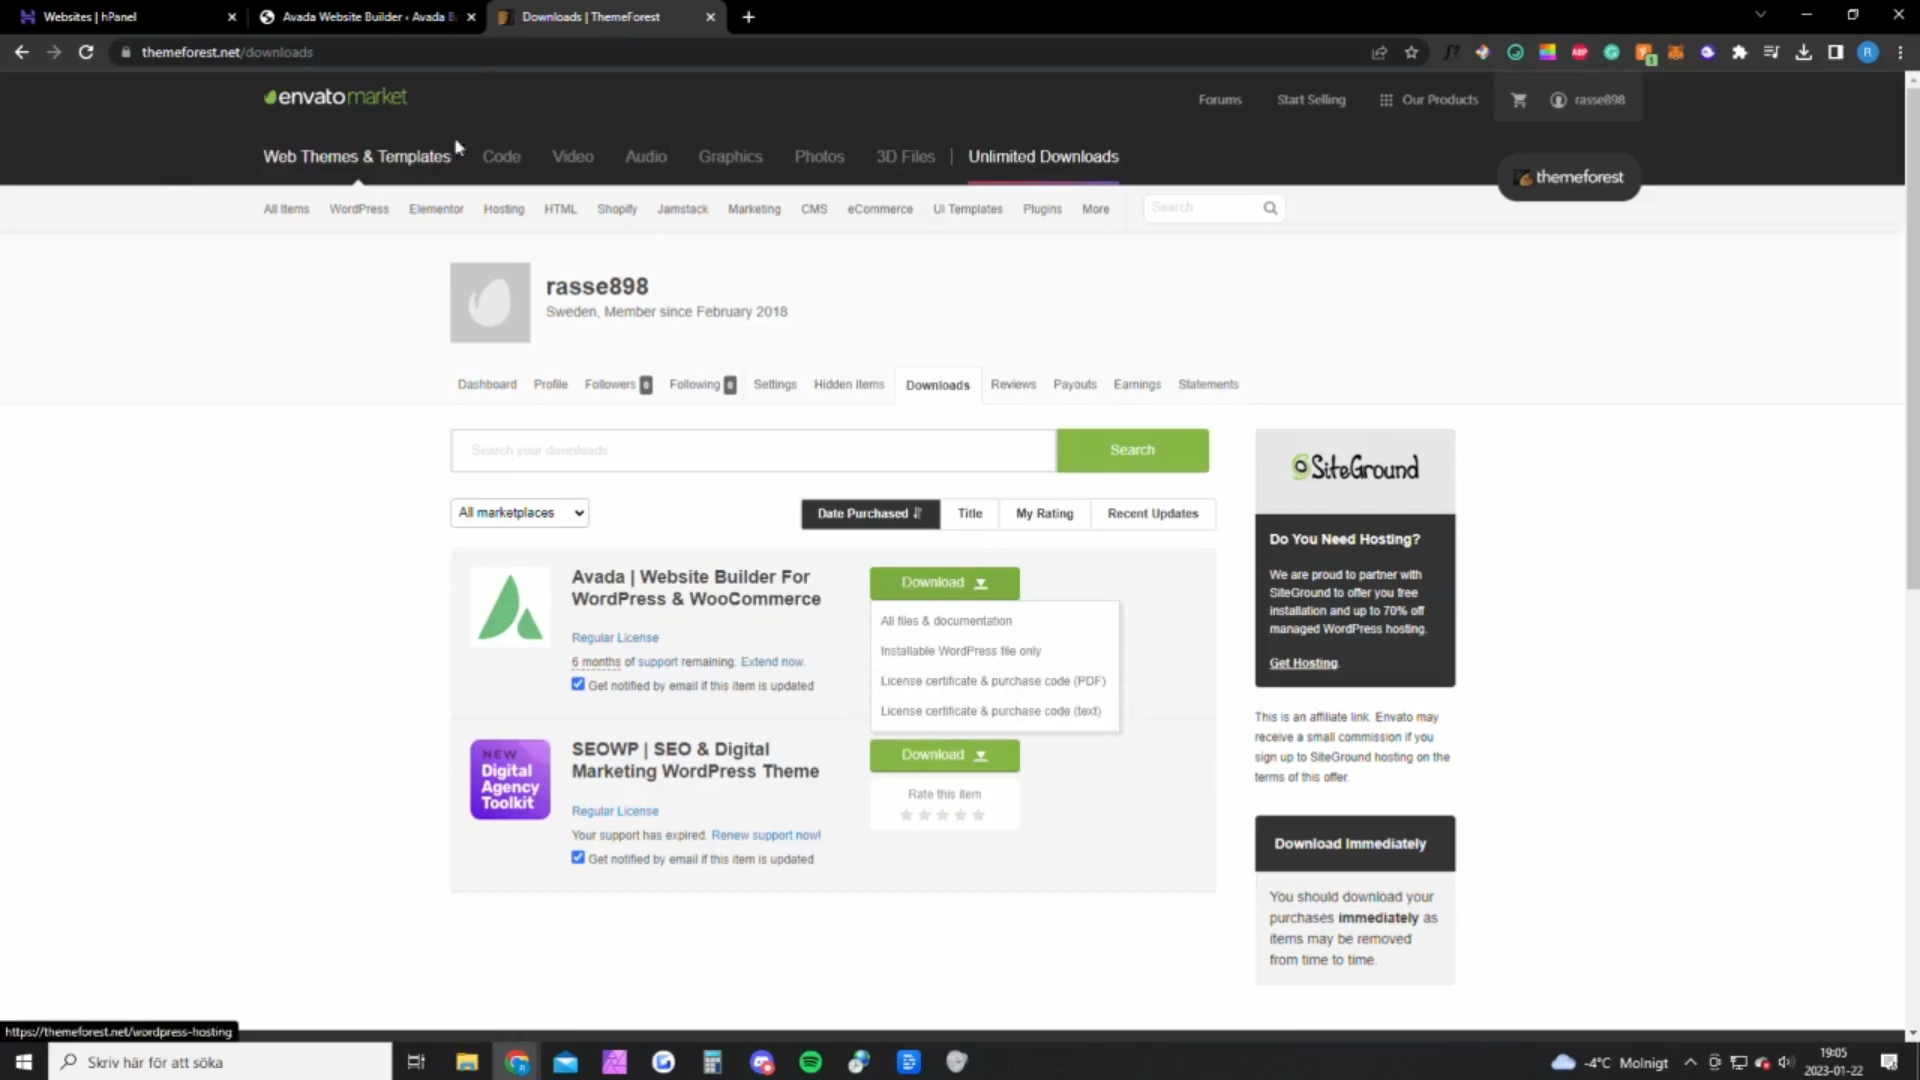 Websites | hPanel
Avada Website Builder ‹ Avada B
Downloads | ThemeForest
themeforest.net/downloads
ABP
1
R
envatomarket
Forums
Start Selling
Our Products
rasse898
Web Themes & Templates
Code
Video
Audio
Graphics
Photos
3D Files
Unlimited Downloads
themeforest
All Items
WordPress
Elementor
Hosting
HTML
Shopify
Jamstack
Marketing
CMS
eCommerce
UI Templates
Plugins
More
Search
rasse898
Sweden, Member since February 2018
Dashboard
Profile
Followers 0
Following 0
Settings
Hidden Items
Downloads
Reviews
Payouts
Earnings
Statements
Search your downloads
Search
All marketplaces
Date Purchased
Title
My Rating
Recent Updates
Avada | Website Builder For
WordPress & WooCommerce
Regular License
6 months of support remaining. Extend now.
Get notified by email if this item is updated
Download
All files & documentation
Installable WordPress file only
License certificate & purchase code (PDF)
License certificate & purchase code (text)
NEW
Digital
Agency
Toolkit
SEOWP | SEO & Digital
Marketing WordPress Theme
Regular License
Your support has expired. Renew support now!
Get notified by email if this item is updated
Download
Rate this item
SiteGround
Do You Need Hosting?
We are proud to partner with
SiteGround to offer you free
installation and up to 70% off
managed WordPress hosting.
Get Hosting.
This is an affiliate link. Envato may
receive a small commission if you
sign up to SiteGround hosting on the
terms of this offer.
Download Immediately
You should download your
purchases immediately as
items may be removed
from time to time.
https://themeforest.net/wordpress-hosting
Skriv här för att söka
-4°C Molnigt
19:05
2023-01-22